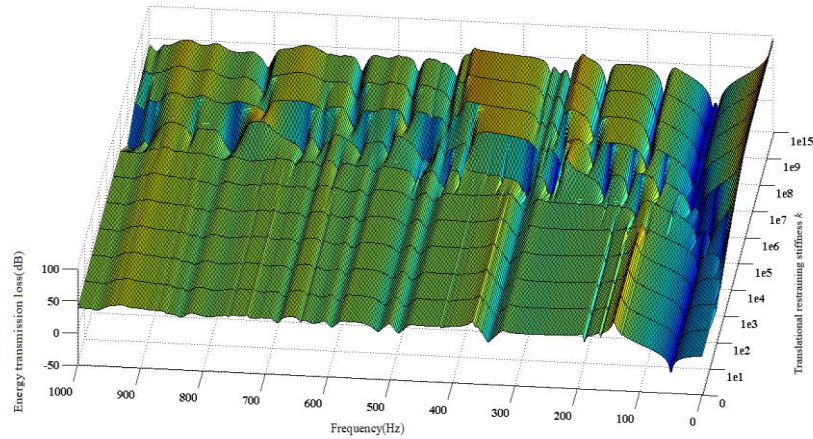 1e15
1e9
1e8
1e7
1e6
1e5
1e4
1e3
1e2
1e1
0
Translational restraining stiffness k
100
50
0
-50
Energy transmission loss(dB)
1000
900
800
700
600
500
400
300
200
100
0
Frequency(Hz)